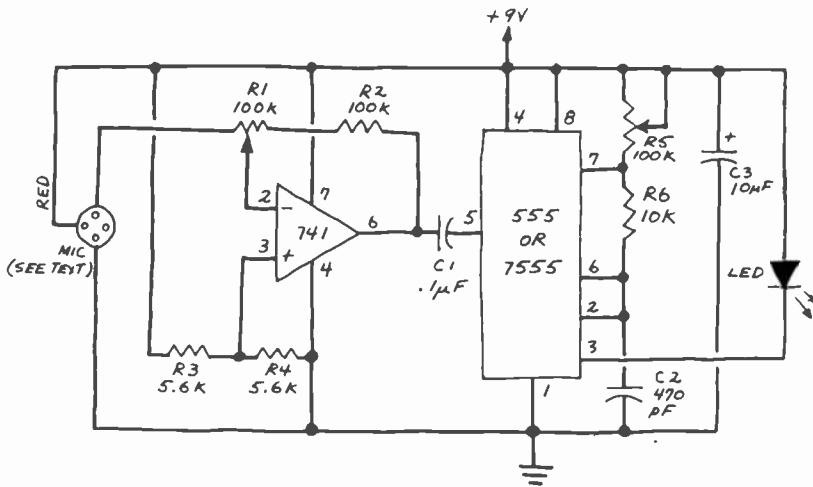 +9V
R1
100K
R2
100K
4
8
7
R5
100K
+
C3
10µF
RED
2
-
7
741
6
3
+
4
5
C1
.1µF
555
OR
7555
R6
10K
6
2
3
1
LED
MIC
(SEE TEXT)
R3
5.6K
R4
5.6K
C2
470
pF